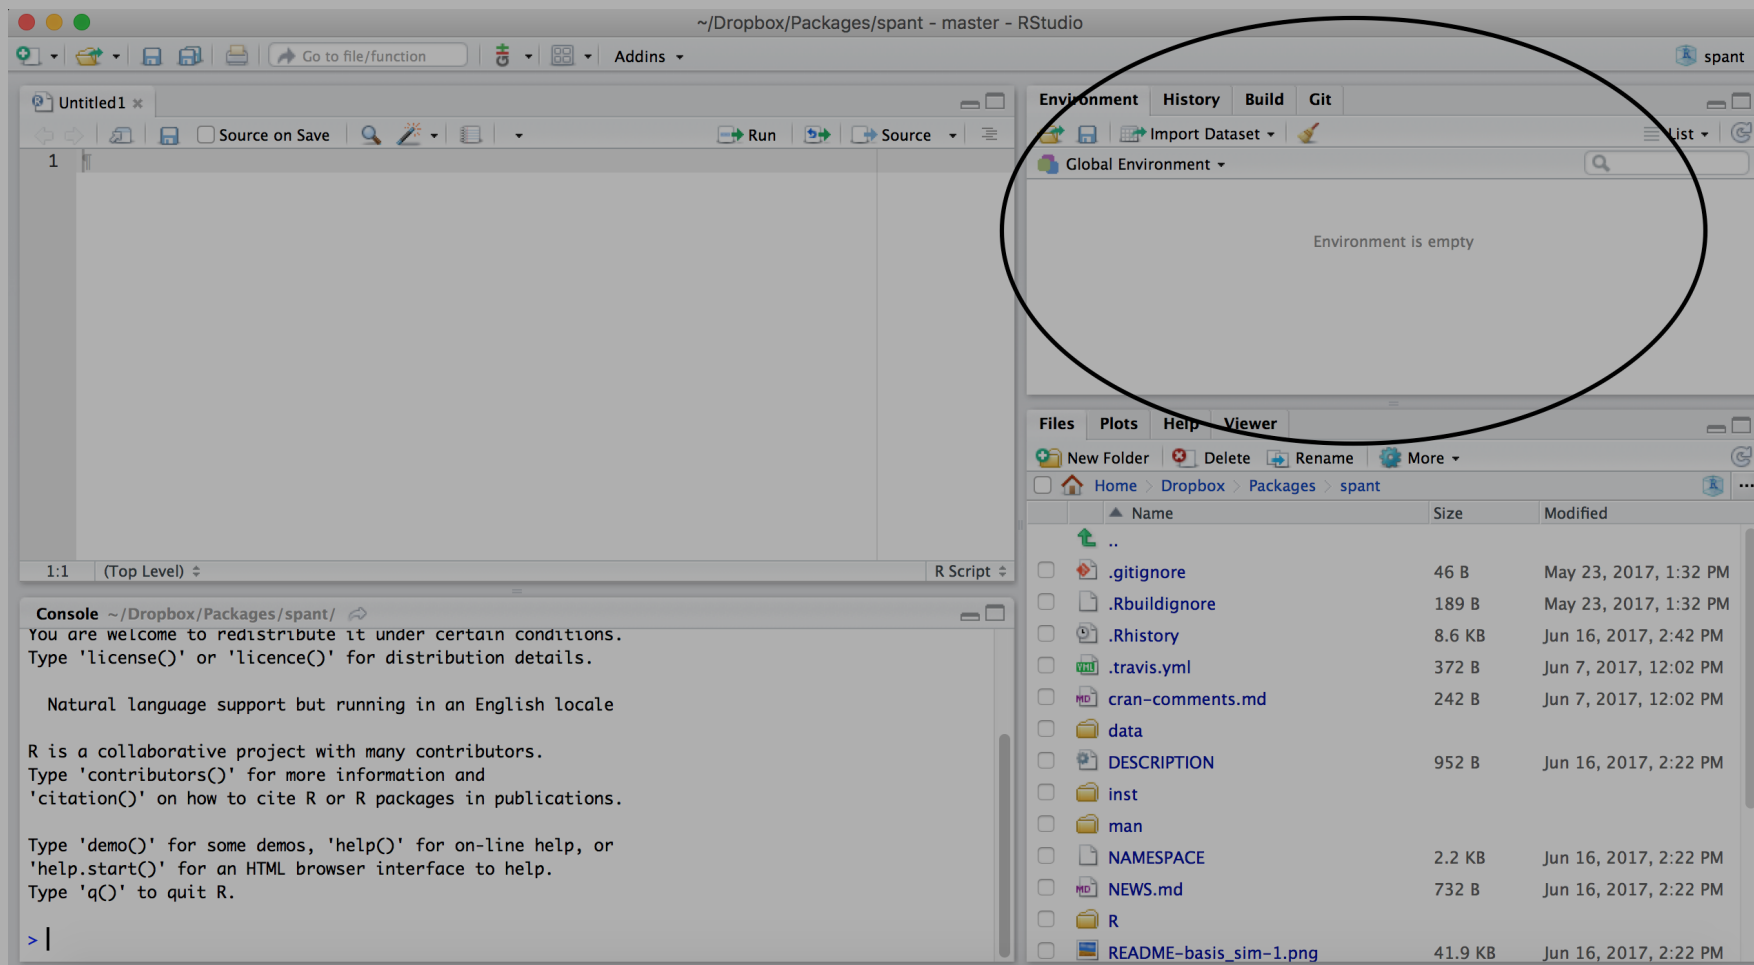 ~/Dropbox/Packages/spant - master - RStudio
Go to file/function
Addins
spant
Untitled1
Source on Save
Run
Source
1
1:1 (Top Level)
R Script
Console ~/Dropbox/Packages/spant/
You are welcome to redistribute it under certain conditions.
Type 'license()' or 'licence()' for distribution details.
Natural language support but running in an English locale
R is a collaborative project with many contributors.
Type 'contributors()' for more information and
'citation()' on how to cite R or R packages in publications.
Type 'demo()' for some demos, 'help()' for on-line help, or
'help.start()' for an HTML browser interface to help.
Type 'q()' to quit R.
>
Environment History Build Git
Import Dataset
List
Global Environment
Environment is empty
Files Plots Help Viewer
New Folder Delete Rename More
Home Dropbox Packages spant
Name Size Modified
..
.gitignore 46 B May 23, 2017, 1:32 PM
.Rbuildignore 189 B May 23, 2017, 1:32 PM
.Rhistory 8.6 KB Jun 16, 2017, 2:42 PM
.travis.yml 372 B Jun 7, 2017, 12:02 PM
cran-comments.md 242 B Jun 7, 2017, 12:02 PM
data
DESCRIPTION 952 B Jun 16, 2017, 2:22 PM
inst
man
NAMESPACE 2.2 KB Jun 16, 2017, 2:22 PM
NEWS.md 732 B Jun 16, 2017, 2:22 PM
R
README-basis_sim-1.png 41.9 KB Jun 16, 2017, 2:22 PM